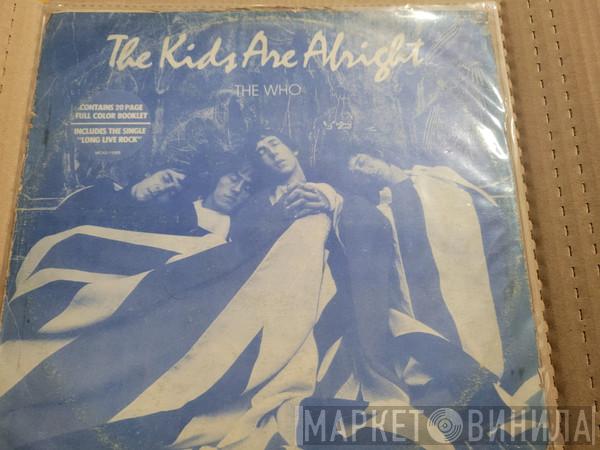 The Kids Are Alright
THE WHO
CONTAINS 20 PAGE
FULL COLOR BOOKLET
INCLUDES THE SINGLE
"LONG LIVE ROCK"
МАРКЕТ ВИНИЛА